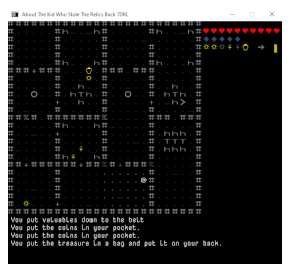 About The Kid Who Stole The Relics Back 7DRL
You put valuables down to the belt
You put the coins in your pocket.
You put the coins in your pocket.
You put the treasure in a bag and put it on your back.